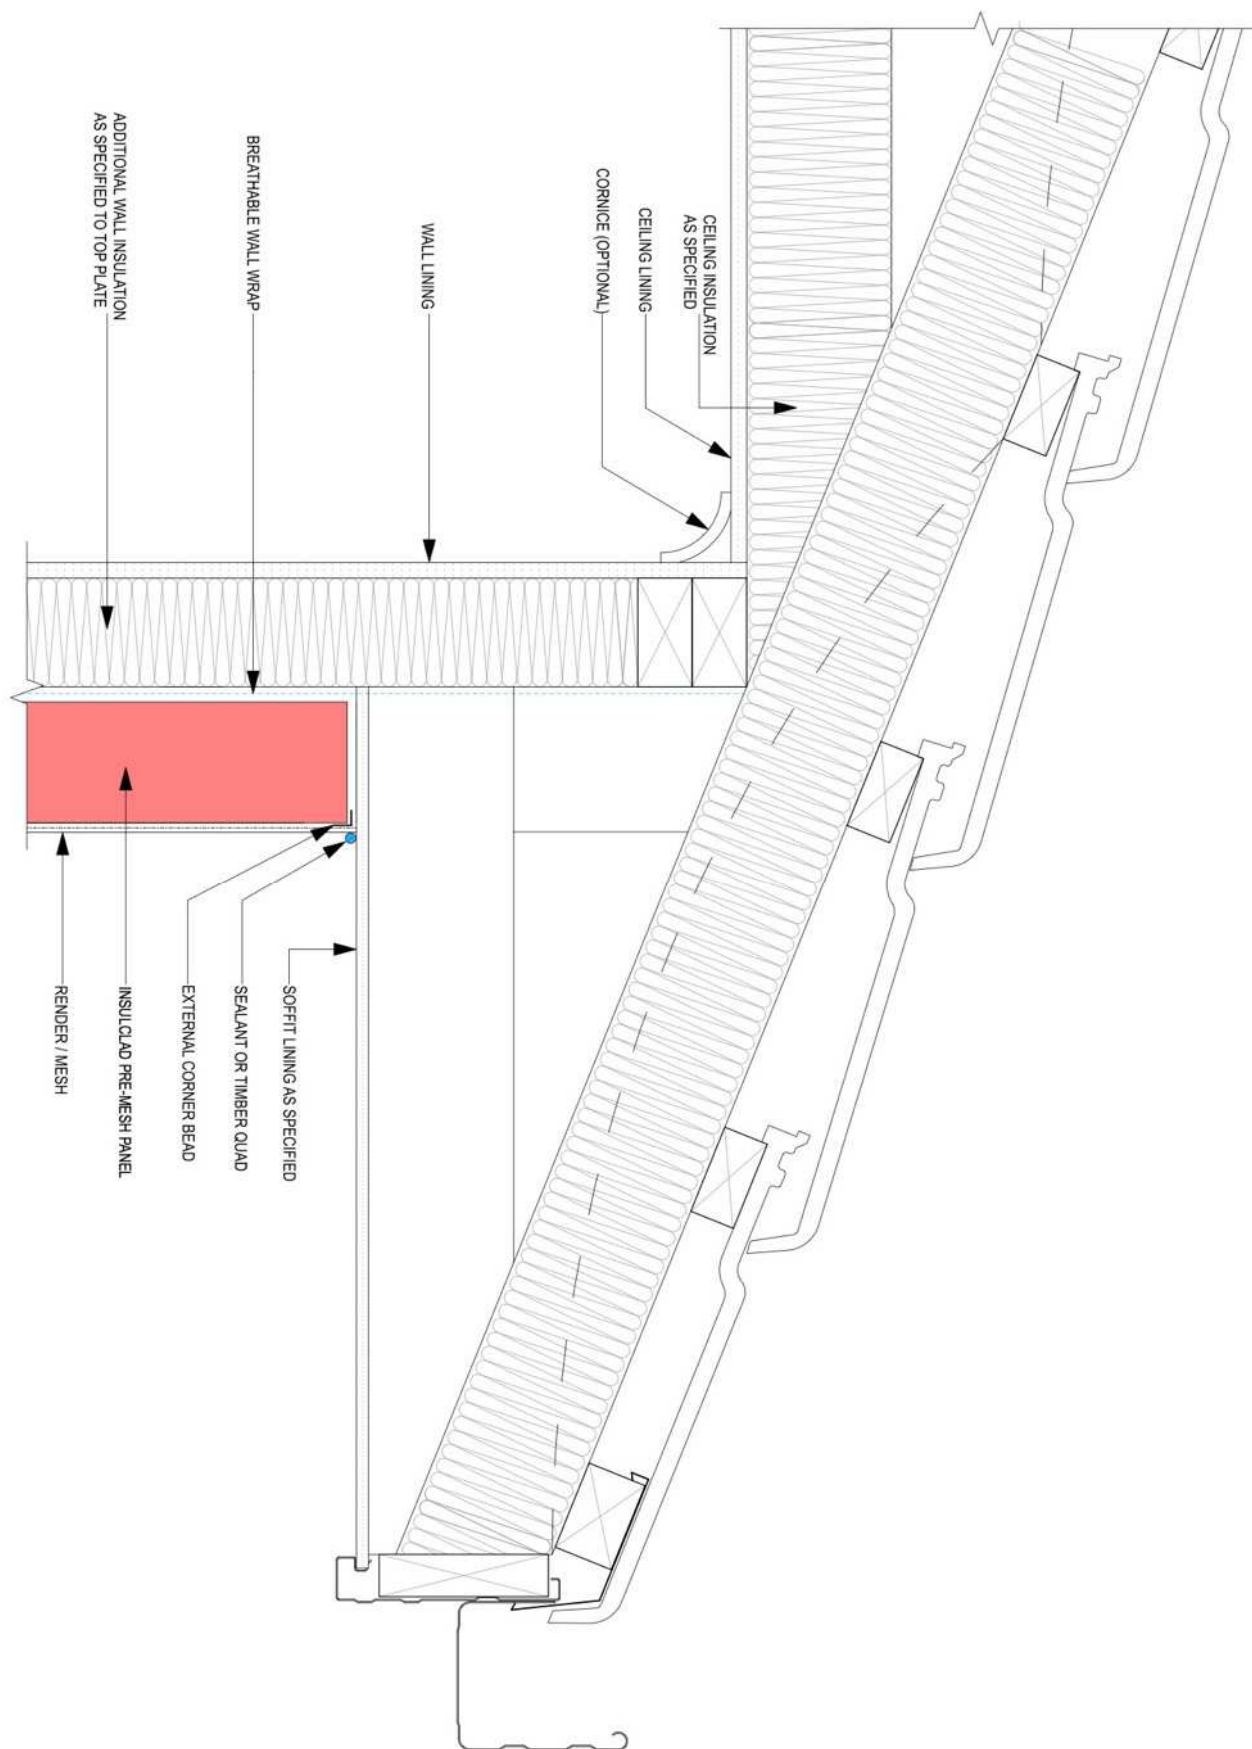 CEILING INSULATION
AS SPECIFIED
CEILING LINING
CORNICE (OPTIONAL)
WALL LINING
BREATHABLE WALL WRAP
ADDITIONAL WALL INSULATION
AS SPECIFIED TO TOP PLATE
SOFFIT LINING AS SPECIFIED
SEALANT OR TIMBER QUAD
EXTERNAL CORNER BEAD
INSULCLAD PRE-MESH PANEL
RENDER / MESH